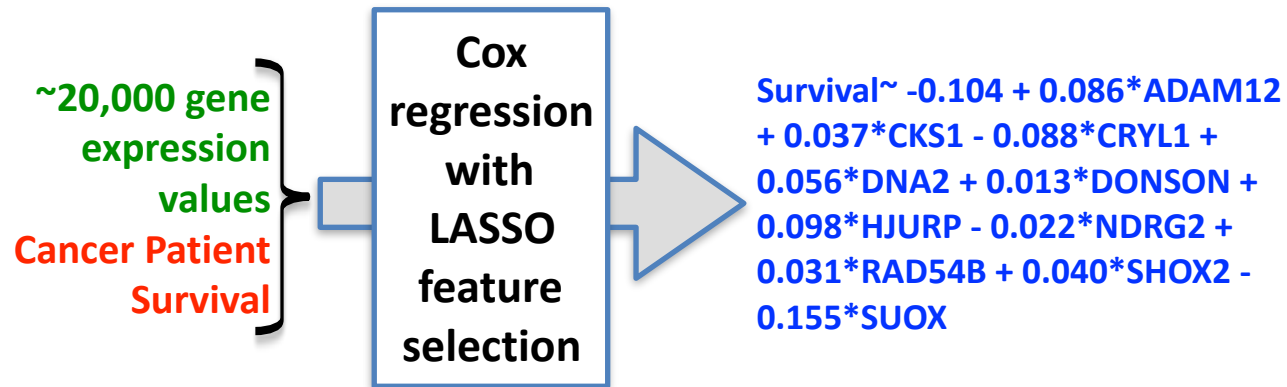 ~20,000 gene
expression
values
Cancer Patient
Survival
Cox
regression
with
LASSO
feature
selection
Survival~ -0.104 + 0.086*ADAM12
+ 0.037*CKS1 - 0.088*CRYL1 +
0.056*DNA2 + 0.013*DONSON +
0.098*HJURP - 0.022*NDRG2 +
0.031*RAD54B + 0.040*SHOX2 -
0.155*SUOX